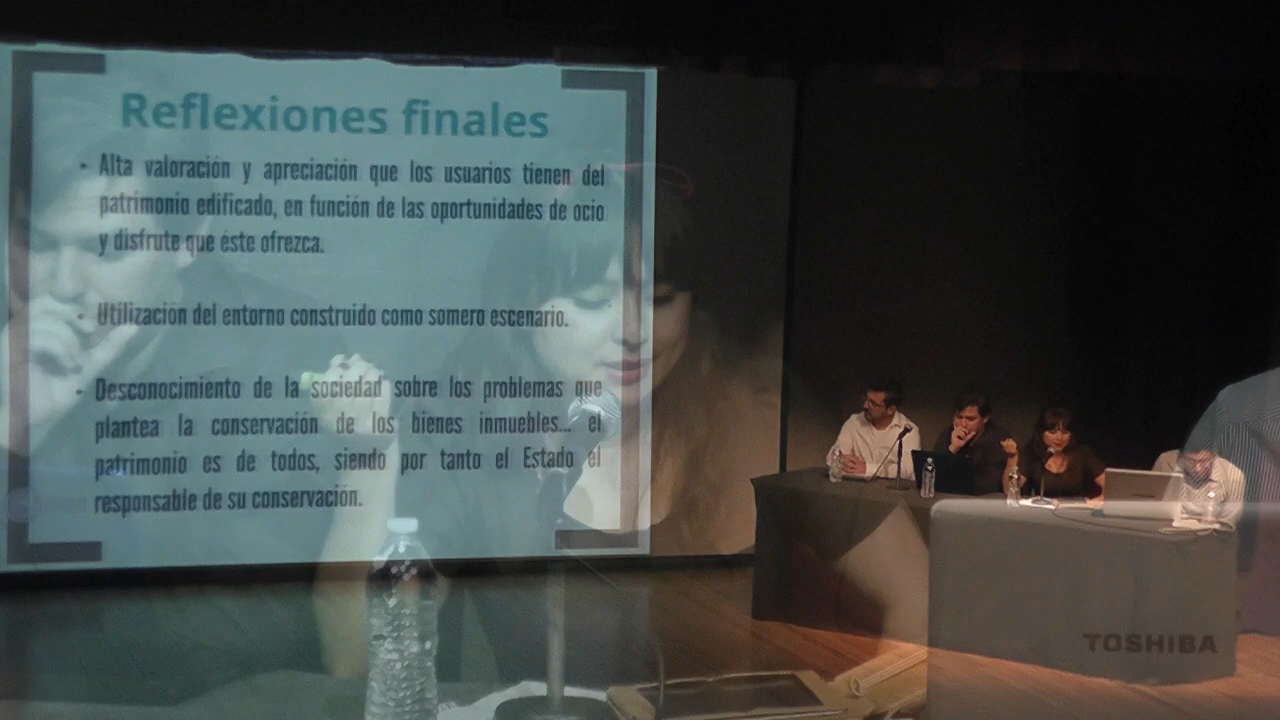 Reflexiones finales
Alta valoración y apreciación que los usuarios tienen del
patrimonio edificado, en función de las oportunidades de ocio
y disfrute que éste ofrezca.
Utilización del entorno construido como somero escenario.
Desconocimiento de la sociedad sobre los problemas que
plantea la conservación de los bienes inmuebles... el
patrimonio es de todos, siendo por tanto el Estado el
responsable de su conservación.
TOSHIBA